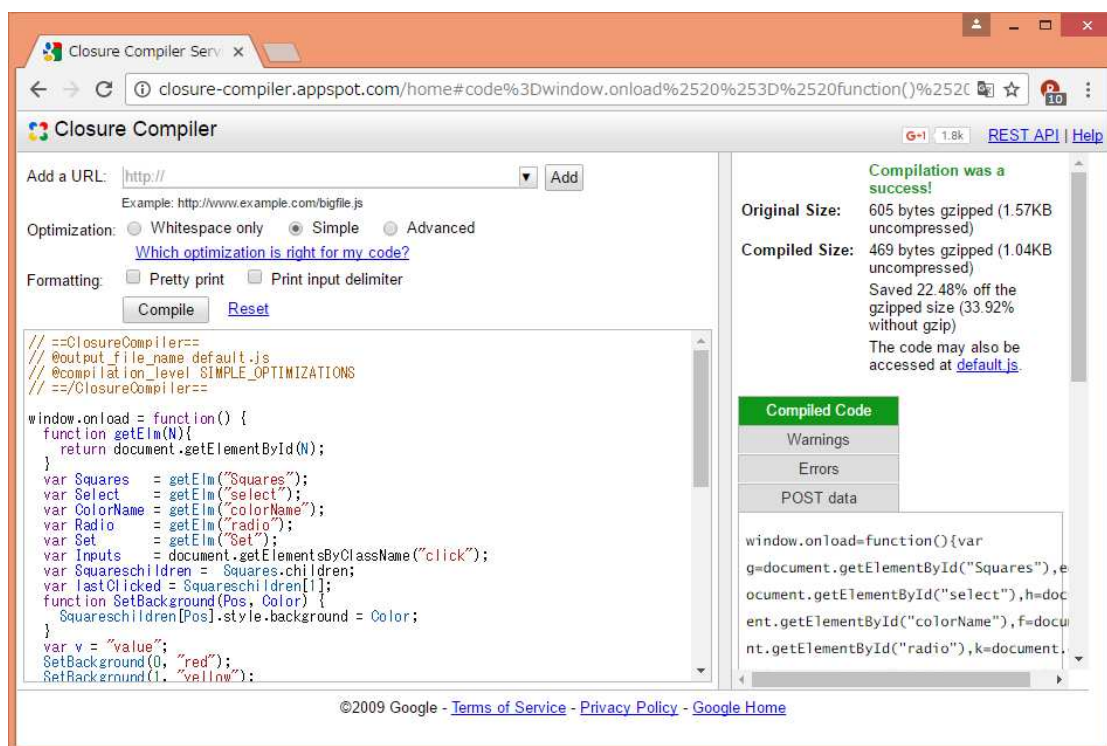 Closure Compiler Serv
closure-compiler.appspot.com/home#code%3Dwindow.onload%2520%253D%2520function()%2520
10
Closure Compiler
G+1 1.8k REST API | Help
Add a URL: http:// Add
Example: http://www.example.com/bigfile.js
Optimization: Whitespace only Simple Advanced
Which optimization is right for my code?
Formatting: Pretty print Print input delimiter
Compile Reset
// ==ClosureCompiler==
// @output_file_name default.js
// @compilation_level SIMPLE_OPTIMIZATIONS
// ==/ClosureCompiler==
window.onload = function() {
function getElm(N){
return document.getElementById(N);
}
var Squares = getElm("Squares");
var Select = getElm("select");
var ColorName = getElm("colorName");
var Radio = getElm("radio");
var Set = getElm("Set");
var Inputs = document.getElementsByClassName("click");
var Squareschildren = Squares.children;
var lastClicked = Squareschildren[1];
function SetBackground(Pos, Color) {
Squareschildren[Pos].style.background = Color;
}
var v = "value";
SetBackground(0, "red");
SetBackground(1, "yellow");
Compilation was a
success!
Original Size: 605 bytes gzipped (1.57KB
uncompressed)
Compiled Size: 469 bytes gzipped (1.04KB
uncompressed)
Saved 22.48% off the
gzipped size (33.92%
without gzip)
The code may also be
accessed at default.js.
Compiled Code
Warnings
Errors
POST data
window.onload=function(){var
g=document.getElementById("Squares"),e
ocument.getElementById("select"),h=doc
ent.getElementById("colorName"),f=docu
nt.getElementById("radio"),k=document.
©2009 Google - Terms of Service - Privacy Policy - Google Home